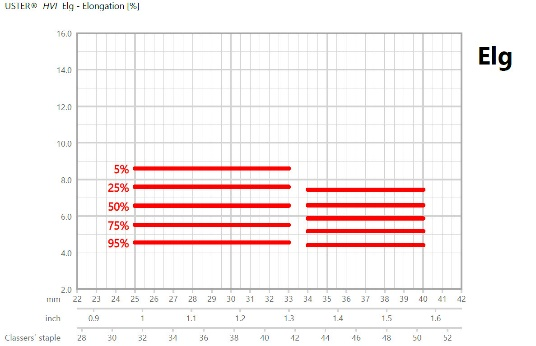 USTER® HVI Elg - Elongation [%]
Elg
16.0
14.0
12.0
10.0
8.0
6.0
4.0
2.0
5%
25%
50%
75%
95%
mm 22 23 24 25 26 27 28 29 30 31 32 33 34 35 36 37 38 39 40 41 42
inch 0.9 1 1.1 1.2 1.3 1.4 1.5 1.6
Classers' staple 28 30 32 34 36 38 40 42 44 46 48 50 52